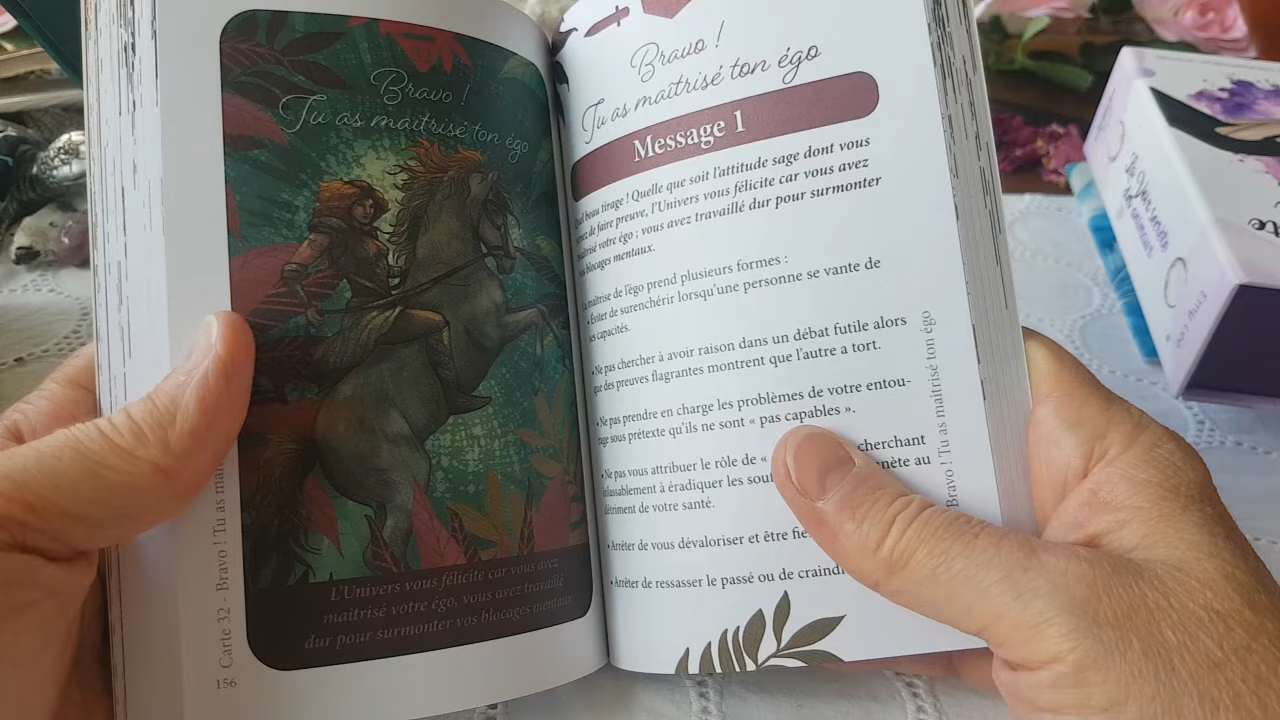 Bravo !
Tu as maîtrisé ton égo
L'Univers vous félicite car vous avez
maîtrisé votre égo, vous avez travaillé
dur pour surmonter vos blocages mentaux
Carte 32 - Bravo ! Tu as
156
Bravo !
Tu as maîtrisé ton égo
Message 1
beau tirage ! Quelle que soit l'attitude sage dont vous
de faire preuve, l'Univers vous félicite car vous avez
maîtrisé votre égo ; vous avez travaillé dur pour surmonter
blocages mentaux.
maîtrise de l'égo prend plusieurs formes :
• Éviter de surenchérir lorsqu'une personne se vante de
ses capacités.
• Ne pas chercher à avoir raison dans un débat futile alors
que des preuves flagrantes montrent que l'autre a tort.
• Ne pas prendre en charge les problèmes de votre entou-
rage sous prétexte qu'ils ne sont « pas capables ».
• Ne pas vous attribuer le rôle de « cherchant
inlassablement à éradiquer les au
détriment de votre santé.
• Arrêter de vous dévaloriser et être
• Arrêter de ressasser le passé ou de
Bravo ! Tu as maîtrisé ton égo